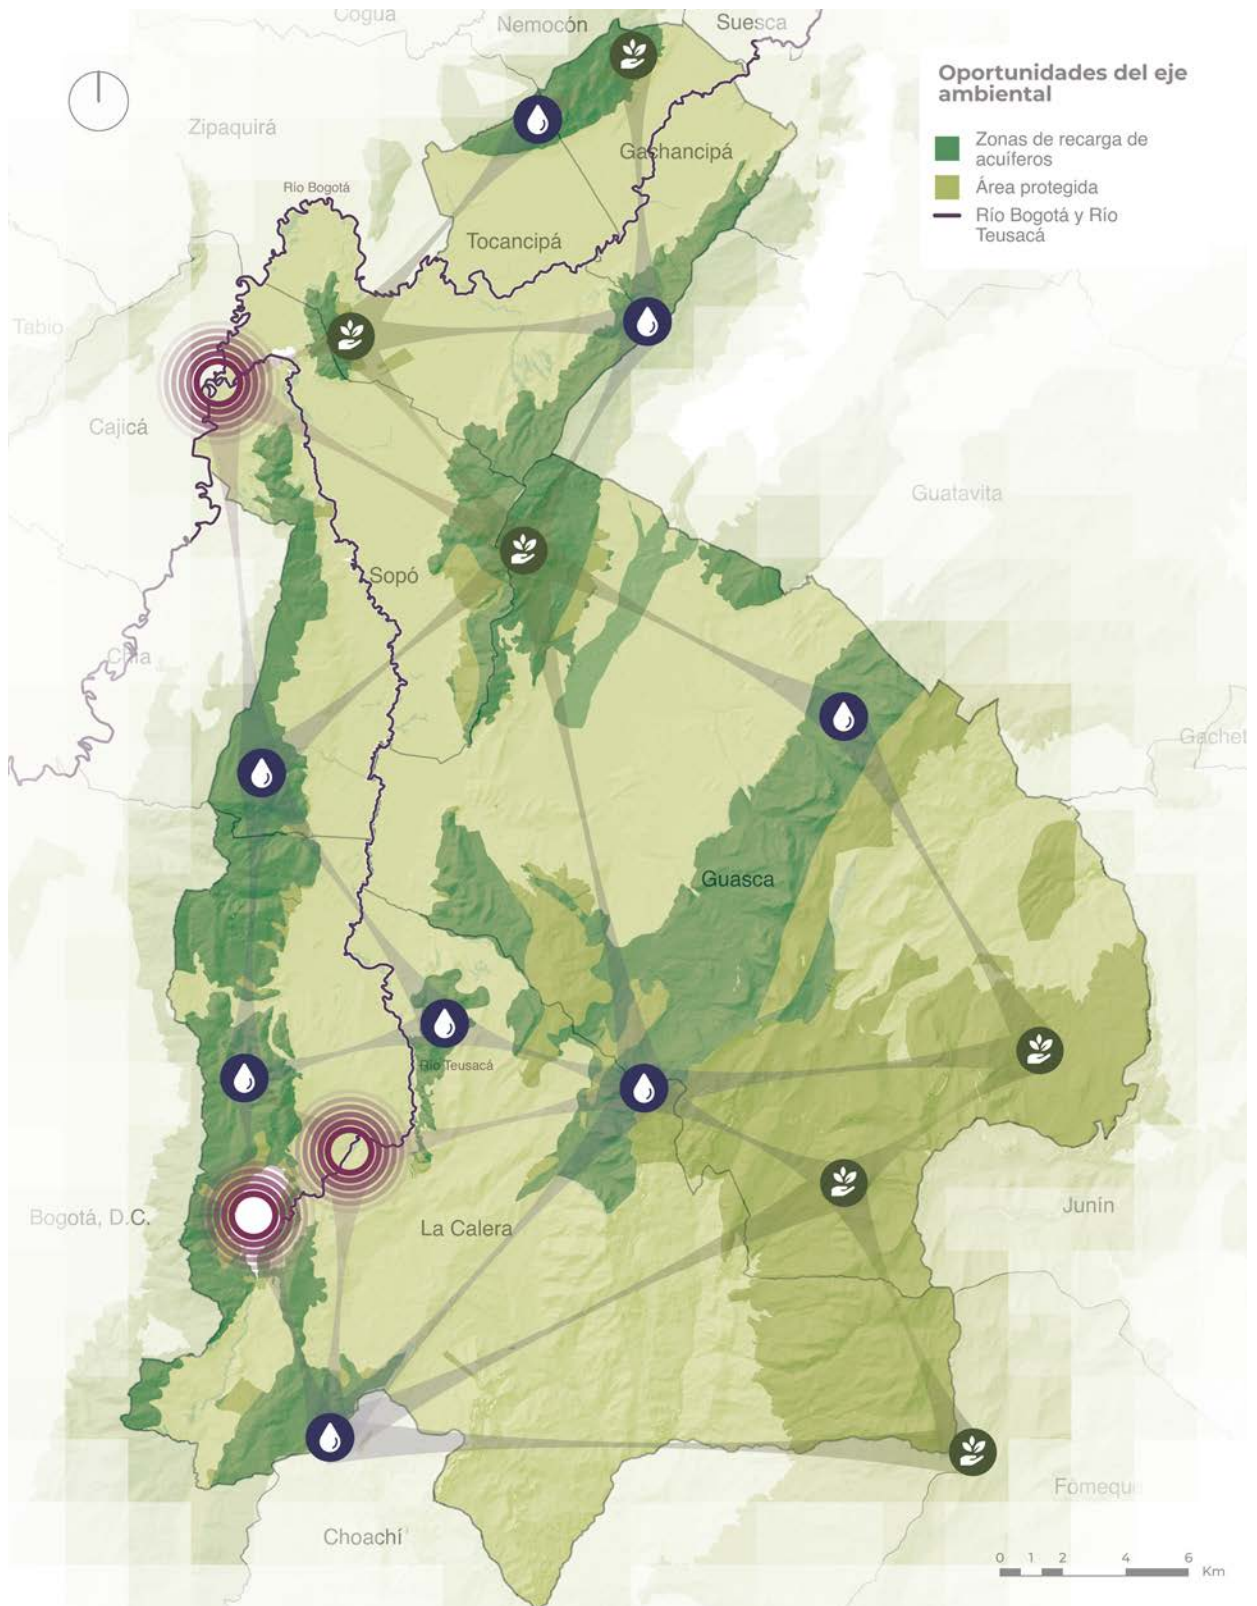 Cogua
Nemocón
Suesca
Oportunidades del eje
ambiental
Zonas de recarga de
acuíferos
Área protegida
Río Bogotá y Río
Teusacá
Zipaquirá
Gachancipá
Río Bogotá
Tocancipá
Tabio
Cajicá
Guatavita
Sopó
Chía
Gachet
Guasca
Río Teusacá
Bogotá, D.C.
La Calera
Junín
Fómequ
Choachí
0 1 2 4 6
Km